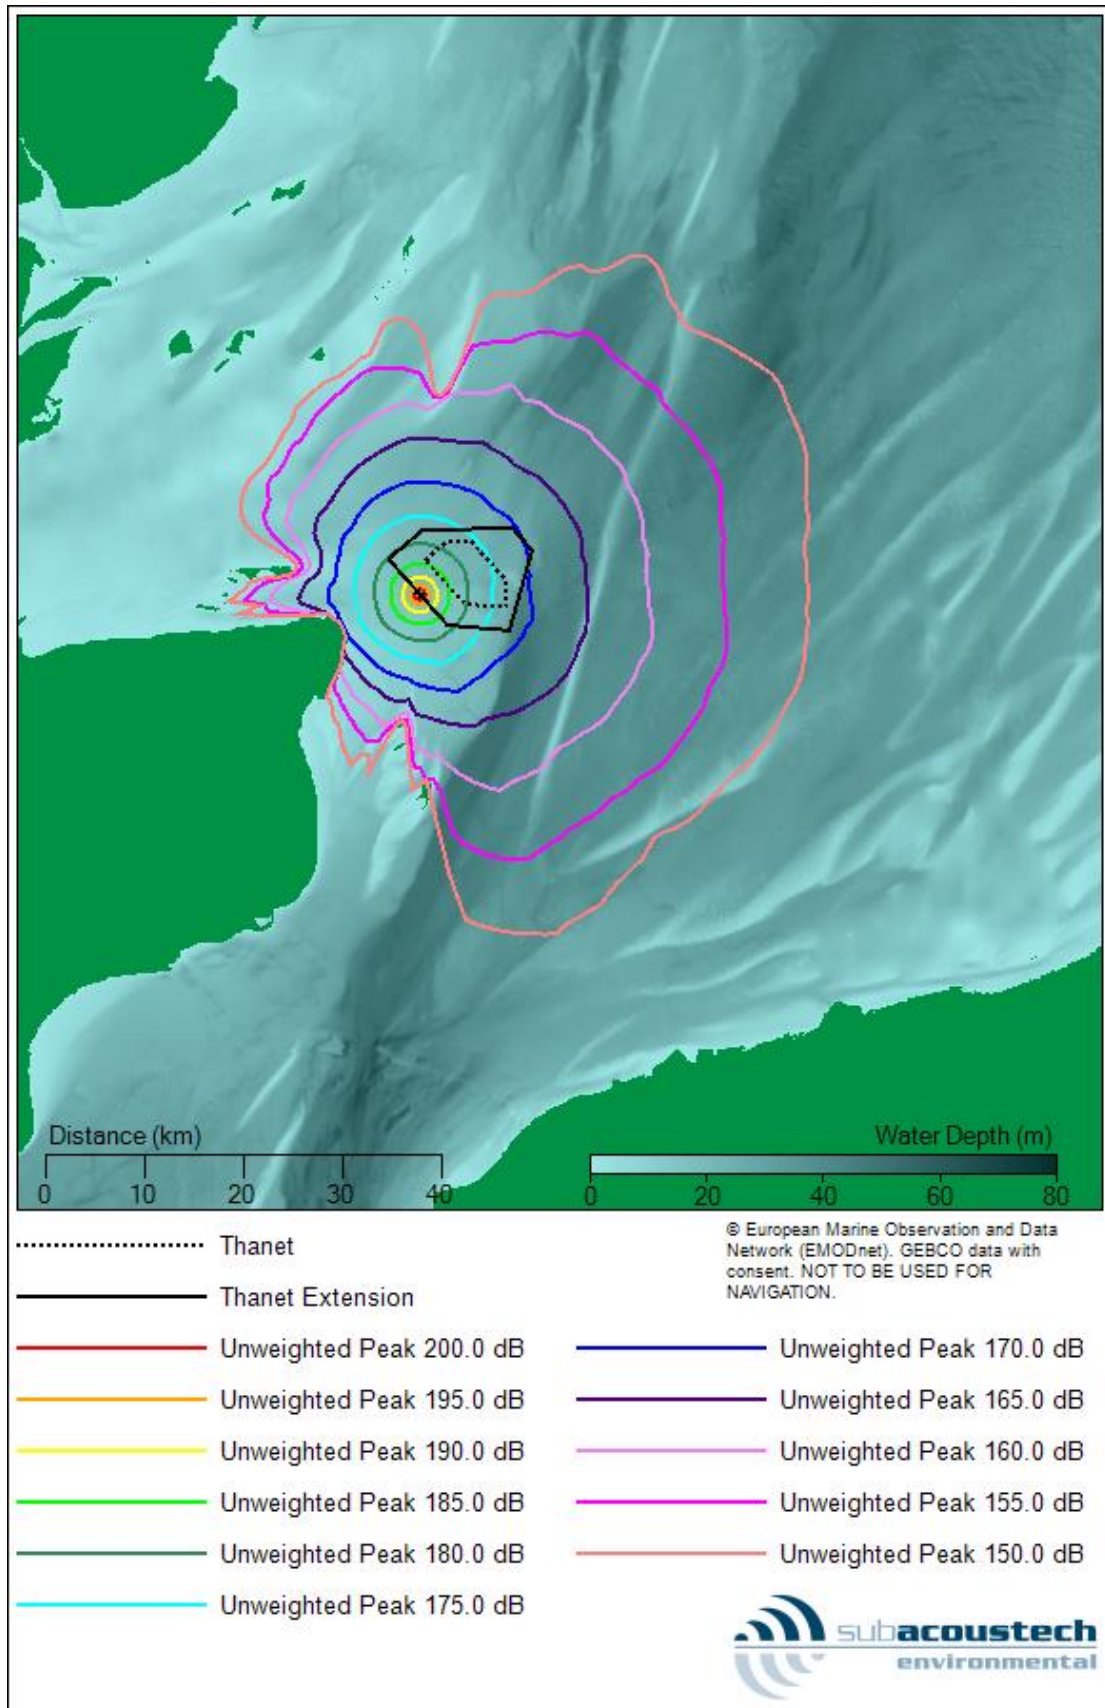 Distance (km)
0 10 20 30 40
Water Depth (m)
0 20 40 60 80
Thanet
Thanet Extension
© European Marine Observation and Data
Network (EMODnet). GEBCO data with
consent. NOT TO BE USED FOR
NAVIGATION.
Unweighted Peak 200.0 dB
Unweighted Peak 195.0 dB
Unweighted Peak 190.0 dB
Unweighted Peak 185.0 dB
Unweighted Peak 180.0 dB
Unweighted Peak 175.0 dB
Unweighted Peak 170.0 dB
Unweighted Peak 165.0 dB
Unweighted Peak 160.0 dB
Unweighted Peak 155.0 dB
Unweighted Peak 150.0 dB
subacoustech
environmental